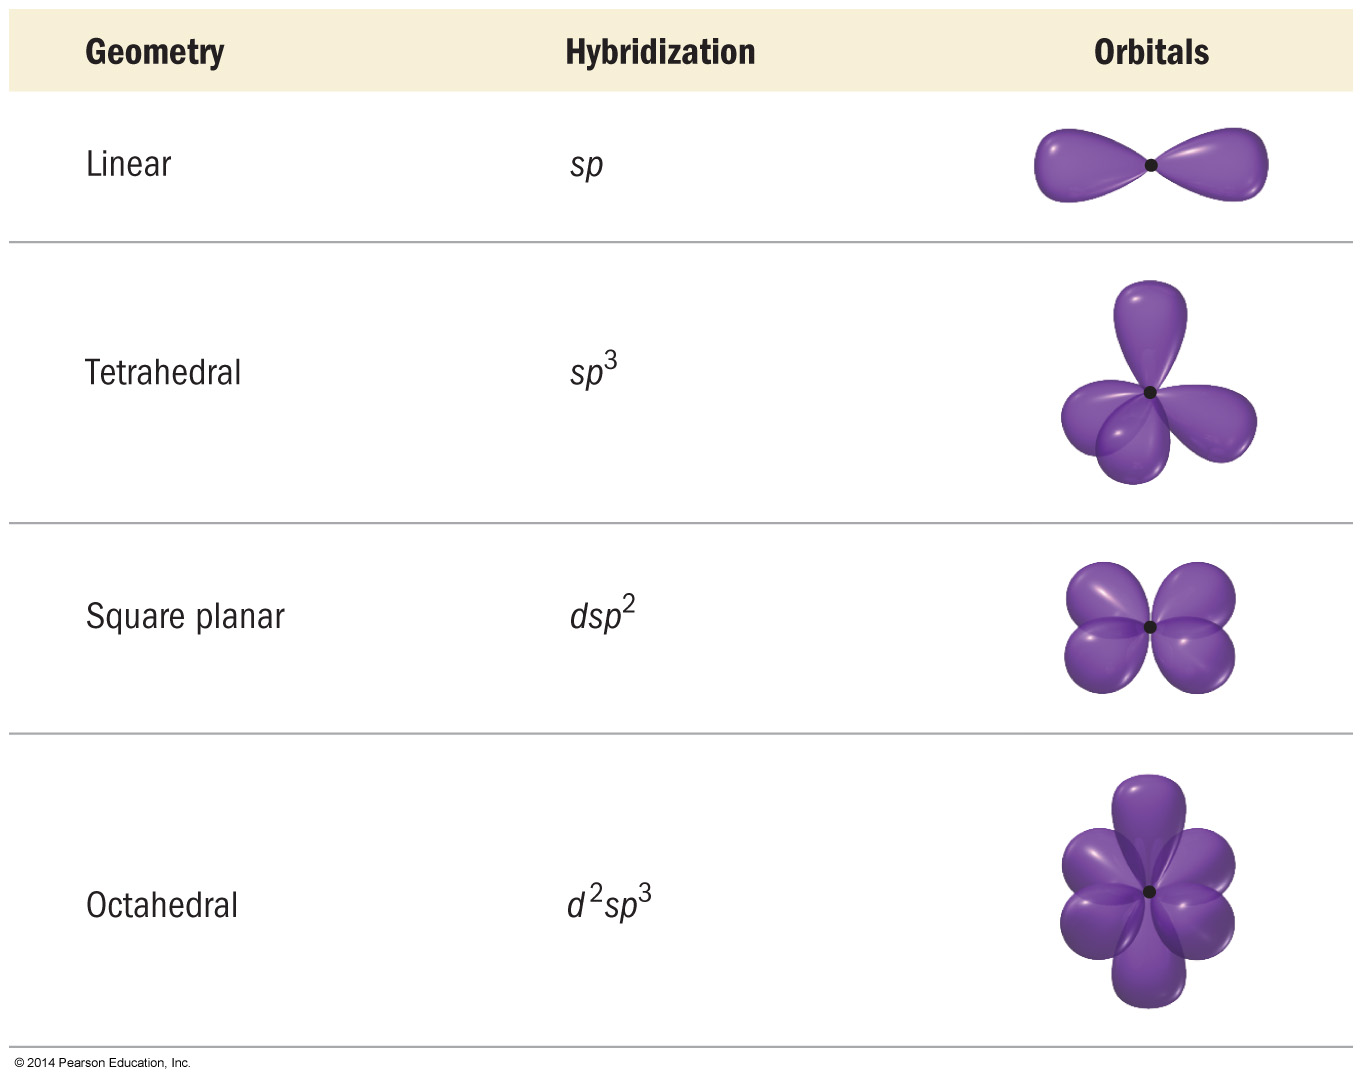 Geometry Hybridization Orbitals
Linear sp
Tetrahedral sp³
Square planar dsp²
Octahedral d²sp³
© 2014 Pearson Education, Inc.